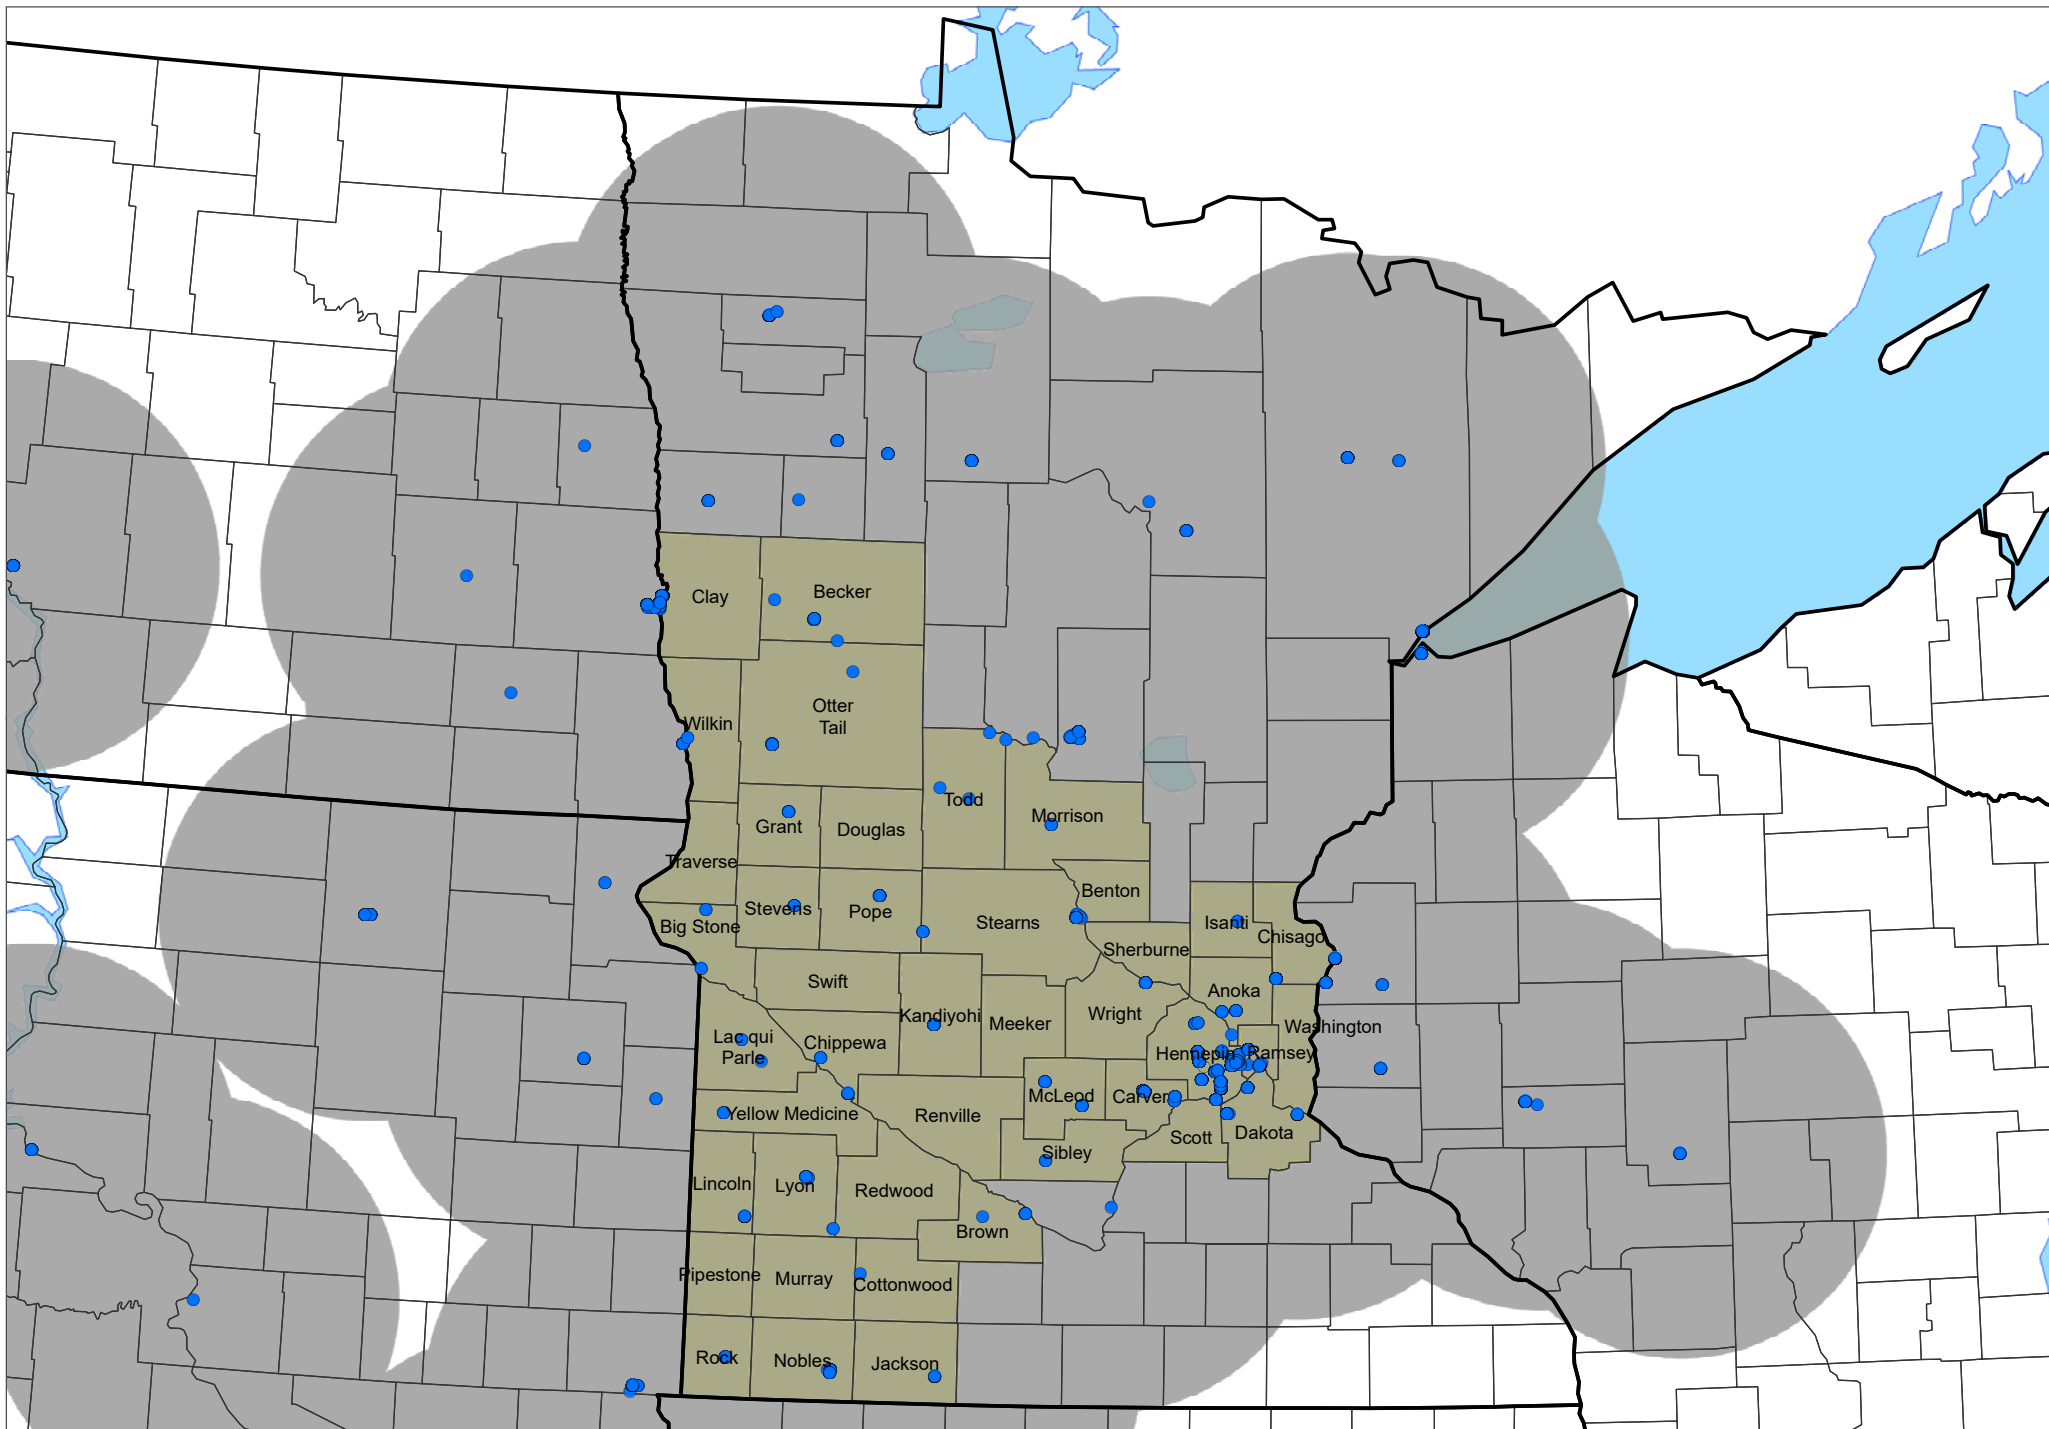 Clay
Becker
Otter
Tail
Wilkin
Todd
Morrison
Grant
Douglas
Traverse
Benton
Stevens
Pope
Stearns
Big Stone
Isanti
Chisago
Sherburne
Swift
Anoka
Kandiyohi
Meeker
Wright
Washington
Lac qui
Parle
Chippewa
Hennepin
Ramsey
McLeod
Carver
Yellow Medicine
Renville
Scott
Dakota
Sibley
Lincoln
Lyon
Redwood
Brown
Pipestone
Murray
Cottonwood
Rock
Nobles
Jackson